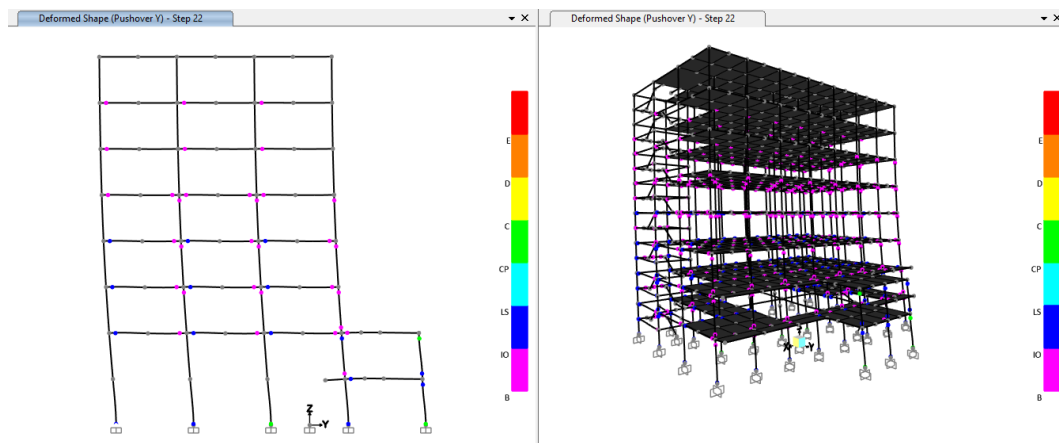 Deformed Shape (Pushover Y) - Step 22
E
D
C
CP
LS
IO
B
Z
Y
Deformed Shape (Pushover Y) - Step 22
E
D
C
CP
LS
IO
B
X
Y